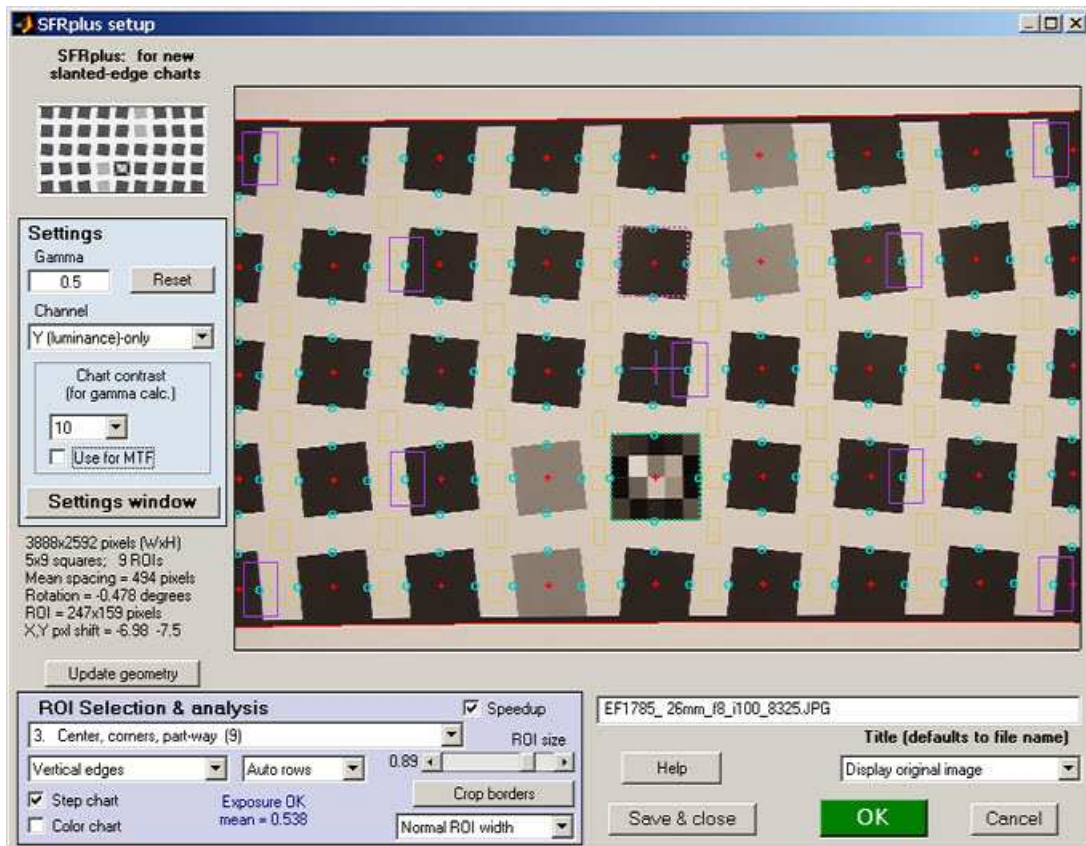 SFRplus setup
SFRplus: for new
slanted-edge charts
Settings
Gamma
0.5
Reset
Channel
Y (luminance)-only
Chart contrast
(for gamma calc.)
10
Use for MTF
Settings window
3888x2592 pixels (WxH)
5x9 squares; 9 ROIs
Mean spacing = 494 pixels
Rotation = -0.478 degrees
ROI = 247x159 pixels
X,Y pxl shift = -6.98 -7.5
Update geometry
ROI Selection & analysis
Speedup
3. Center, corners, part-way (9)
ROI size
Vertical edges
Auto rows
0.89
Step chart
Exposure OK
Crop borders
Color chart
mean = 0.538
Normal ROI width
EF1785_ 26mm_f8_i100_8325.JPG
Title (defaults to file name)
Help
Display original image
Save & close
OK
Cancel